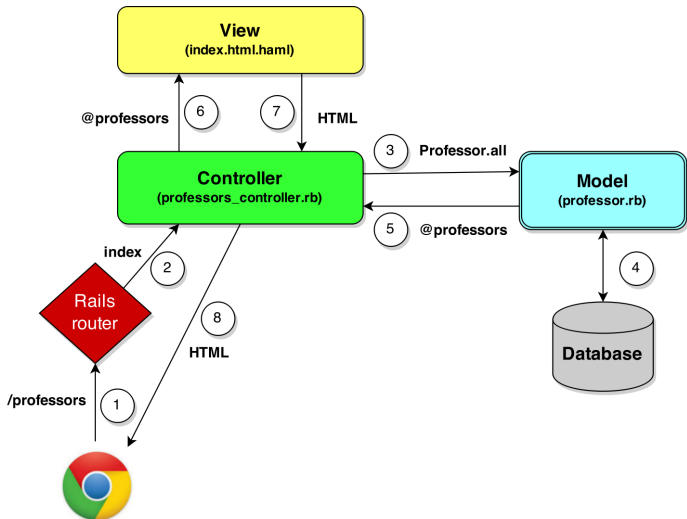 View
(index.html.haml)
@professors
6
7
HTML
3
Professor.all
Controller
(professors_controller.rb)
Model
(professor.rb)
5
@professors
index
2
4
Rails
router
8
HTML
Database
/professors
1